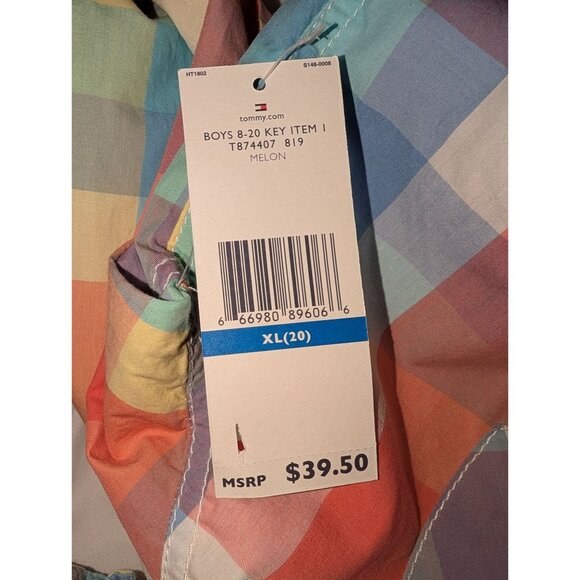 HT1802 S148-0008
tommy.com
BOYS 8-20 KEY ITEM 1
T874407 819
MELON
6 66980 89606 6
XL(20)
MSRP $39.50